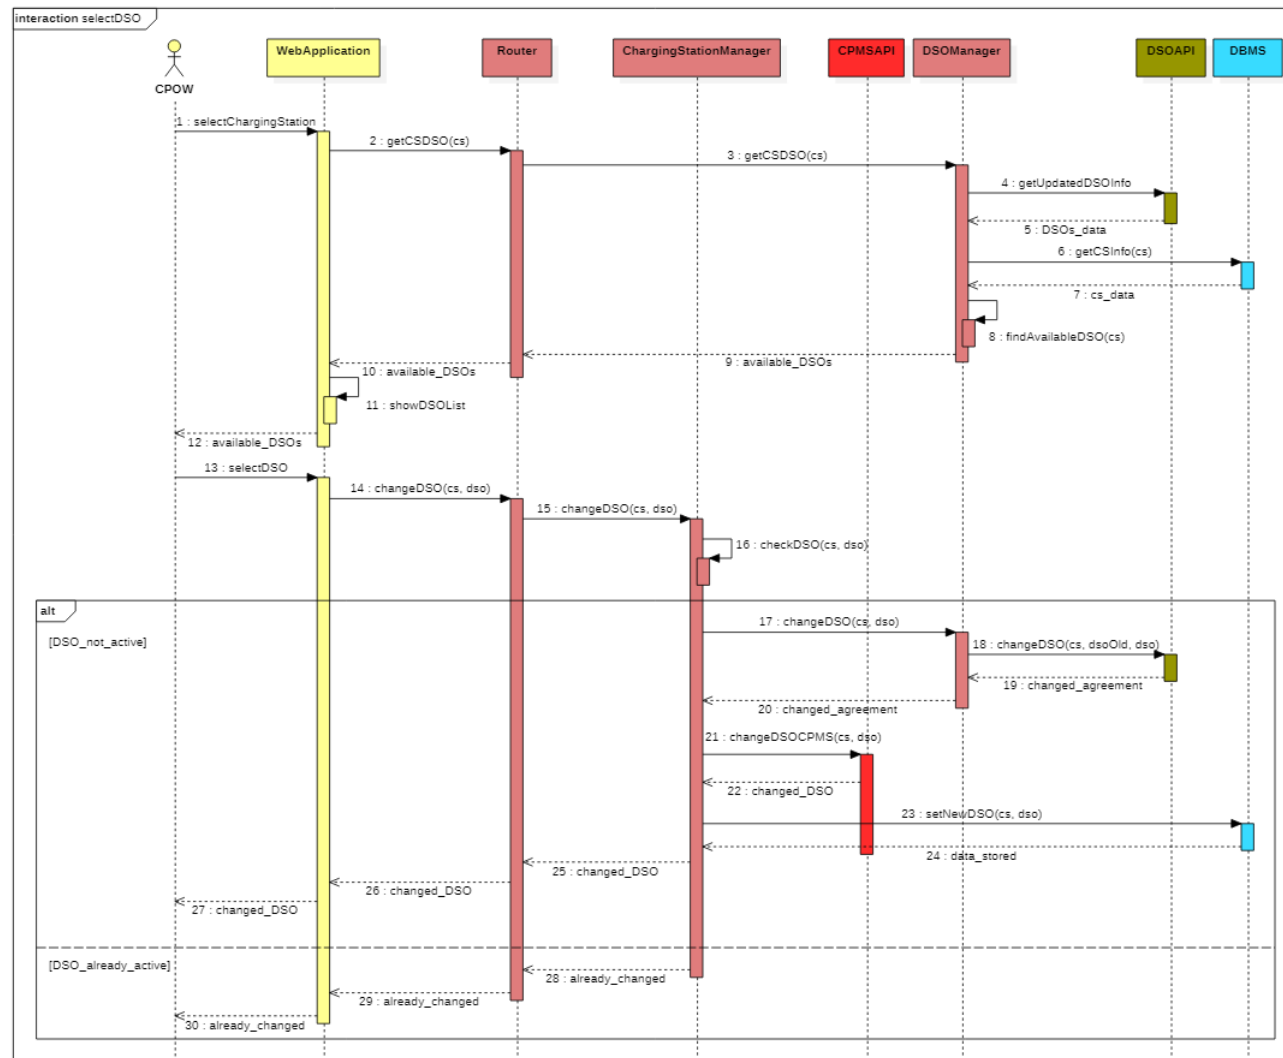 interaction selectDSO
CPOW
WebApplication
Router
ChargingStationManager
CPMSAPI
DSOManager
DSOAPI
DBMS
1 : selectChargingStation
2 : getCSDSO(cs)
3 : getCSDSO(cs)
4 : getUpdatedDSOInfo
5 : DSOs_data
6 : getCSInfo(cs)
7 : cs_data
8 : findAvailableDSO(cs)
9 : available_DSOs
10 : available_DSOs
11 : showDSOList
12 : available_DSOs
13 : selectDSO
14 : changeDSO(cs, dso)
15 : changeDSO(cs, dso)
16 : checkDSO(cs, dso)
alt
[DSO_not_active]
17 : changeDSO(cs, dso)
18 : changeDSO(cs, dsoOld, dso)
19 : changed_agreement
20 : changed_agreement
21 : changeDSOCPMS(cs, dso)
22 : changed_DSO
23 : setNewDSO(cs, dso)
24 : data_stored
25 : changed_DSO
26 : changed_DSO
27 : changed_DSO
[DSO_already_active]
28 : already_changed
29 : already_changed
30 : already_changed